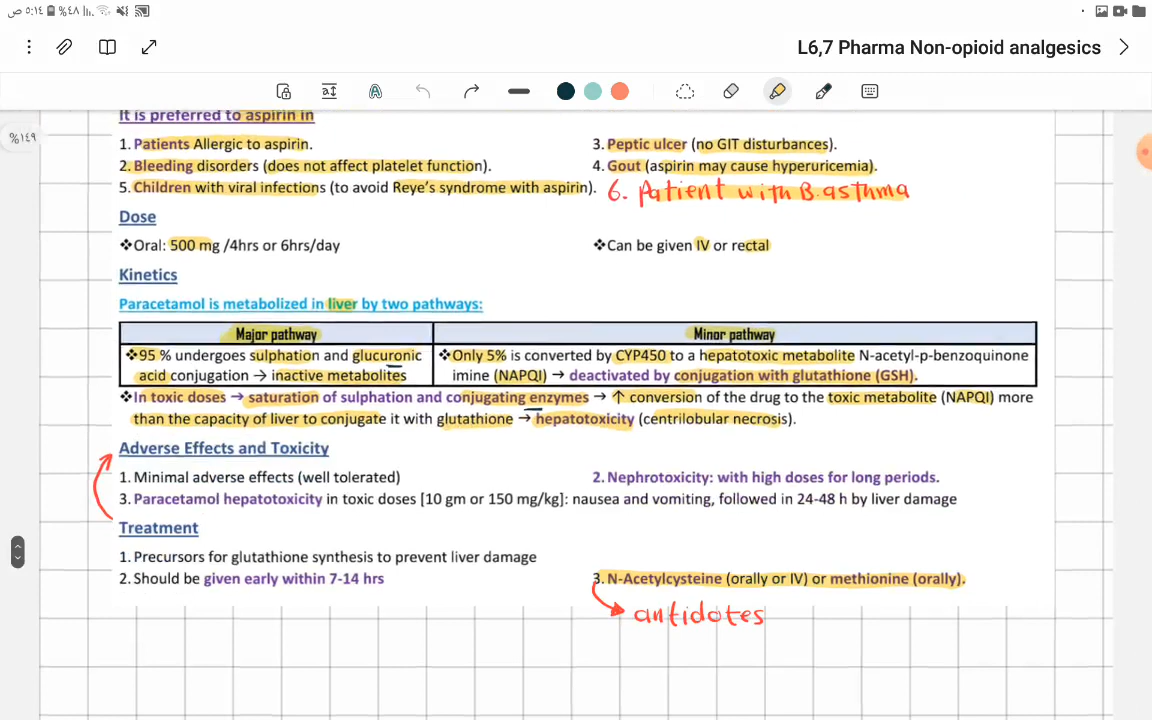 ص ٥:١٤ ٪٤٨
L6,7 Pharma Non-opioid analgesics
%١٤٩
It is preferred to aspirin in
1. Patients Allergic to aspirin.
3. Peptic ulcer (no GIT disturbances).
2. Bleeding disorders (does not affect platelet function).
4. Gout (aspirin may cause hyperuricemia).
5. Children with viral infections (to avoid Reye's syndrome with aspirin).
6. Patient with B.asthma
Dose
❖Oral: 500 mg /4hrs or 6hrs/day
❖Can be given IV or rectal
Kinetics
Paracetamol is metabolized in liver by two pathways:
Major pathway
Minor pathway
❖95 % undergoes sulphation and glucuronic
acid conjugation → inactive metabolites
❖Only 5% is converted by CYP450 to a hepatotoxic metabolite N-acetyl-p-benzoquinone
imine (NAPQI) → deactivated by conjugation with glutathione (GSH).
❖In toxic doses → saturation of sulphation and conjugating enzymes → ↑ conversion of the drug to the toxic metabolite (NAPQI) more
than the capacity of liver to conjugate it with glutathione → hepatotoxicity (centrilobular necrosis).
Adverse Effects and Toxicity
1. Minimal adverse effects (well tolerated)
2. Nephrotoxicity: with high doses for long periods.
3. Paracetamol hepatotoxicity in toxic doses [10 gm or 150 mg/kg]: nausea and vomiting, followed in 24-48 h by liver damage
Treatment
1. Precursors for glutathione synthesis to prevent liver damage
2. Should be given early within 7-14 hrs
3. N-Acetylcysteine (orally or IV) or methionine (orally).
antidotes